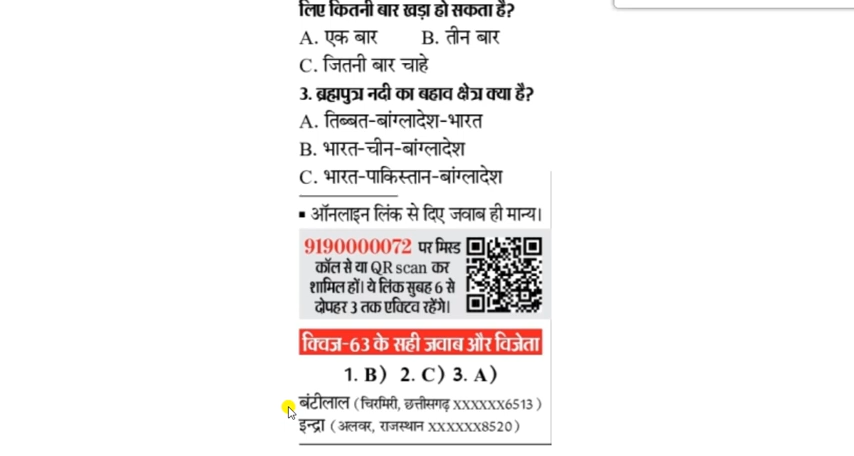 लिए कितनी बार खड़ा हो सकता है?
A. एक बार B. तीन बार
C. जितनी बार चाहे
3. ब्रह्मपुत्र नदी का बहाव क्षेत्र क्या है?
A. तिब्बत-बांग्लादेश-भारत
B. भारत-चीन-बांग्लादेश
C. भारत-पाकिस्तान-बांग्लादेश
▪ ऑनलाइन लिंक से दिए जवाब ही मान्य।
9190000072 पर मिस्ड
कॉल से या QR scan कर
शामिल हों। ये लिंक सुबह 6 से
दोपहर 3 तक एक्टिव रहेंगे।
क्विज-63 के सही जवाब और विजेता
1. B) 2. C) 3. A)
बंटीलाल (चिरमिरी, छत्तीसगढ़ XXXXXX6513)
इन्द्रा (अलवर, राजस्थान XXXXXX8520)